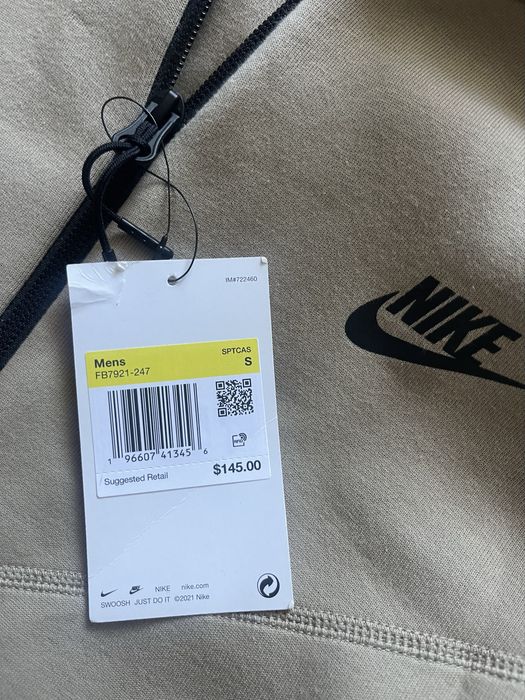 IM#722460
NIKE
SPTCAS
Mens S
FB7921-247
1 96607 41345 6
$145.00
Suggested Retail
NIKE nike.com
SWOOSH JUST DO IT ©2021 Nike